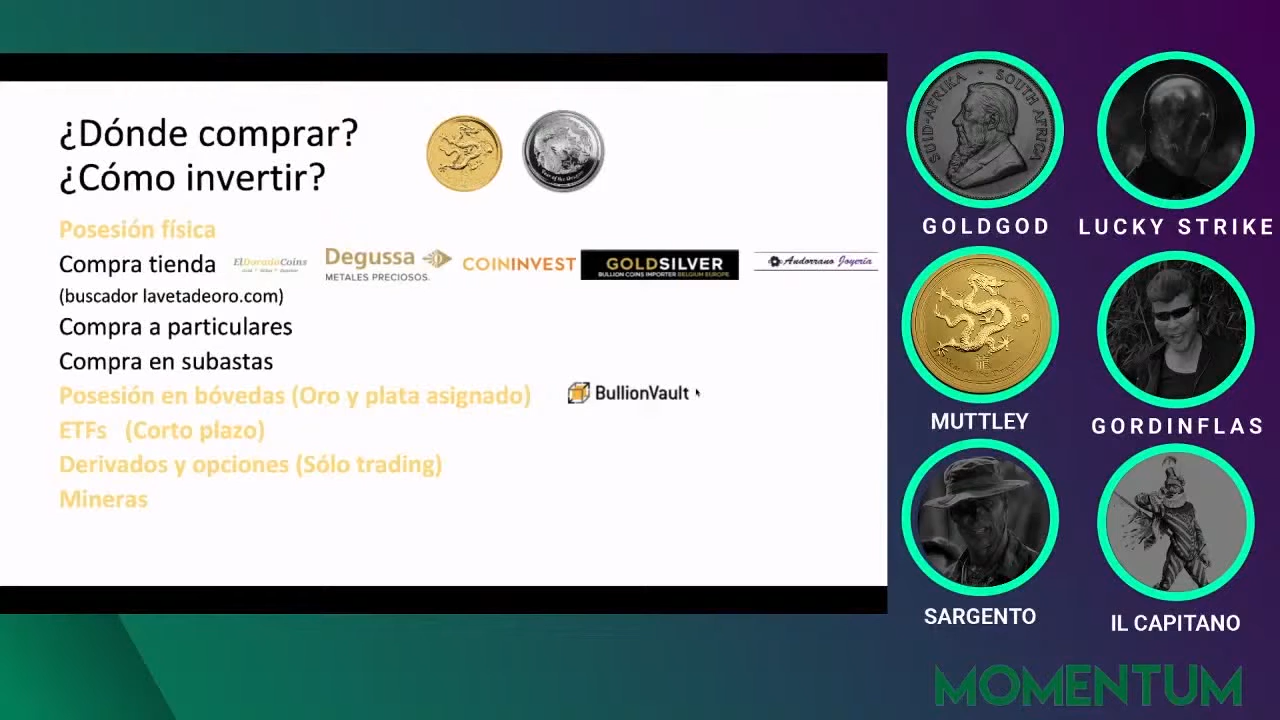 ¿Dónde comprar?
¿Cómo invertir?
Posesión física
Compra tienda
ElDoradoCoins
Degussa
METALES PRECIOSOS.
COININVEST
GOLDSILVER
BULLION COINS IMPORTER BELGIUM EUROPE.
Andorrano Joyería
(buscador lavetadeoro.com)
Compra a particulares
Compra en subastas
Posesión en bóvedas (Oro y plata asignado)
BullionVault
ETFs (Corto plazo)
Derivados y opciones (Sólo trading)
Mineras
SUID-AFRIKA · SOUTH AFRICA
GOLDGOD
LUCKY STRIKE
MUTTLEY
GORDINFLAS
SARGENTO
IL CAPITANO
MOMENTUM